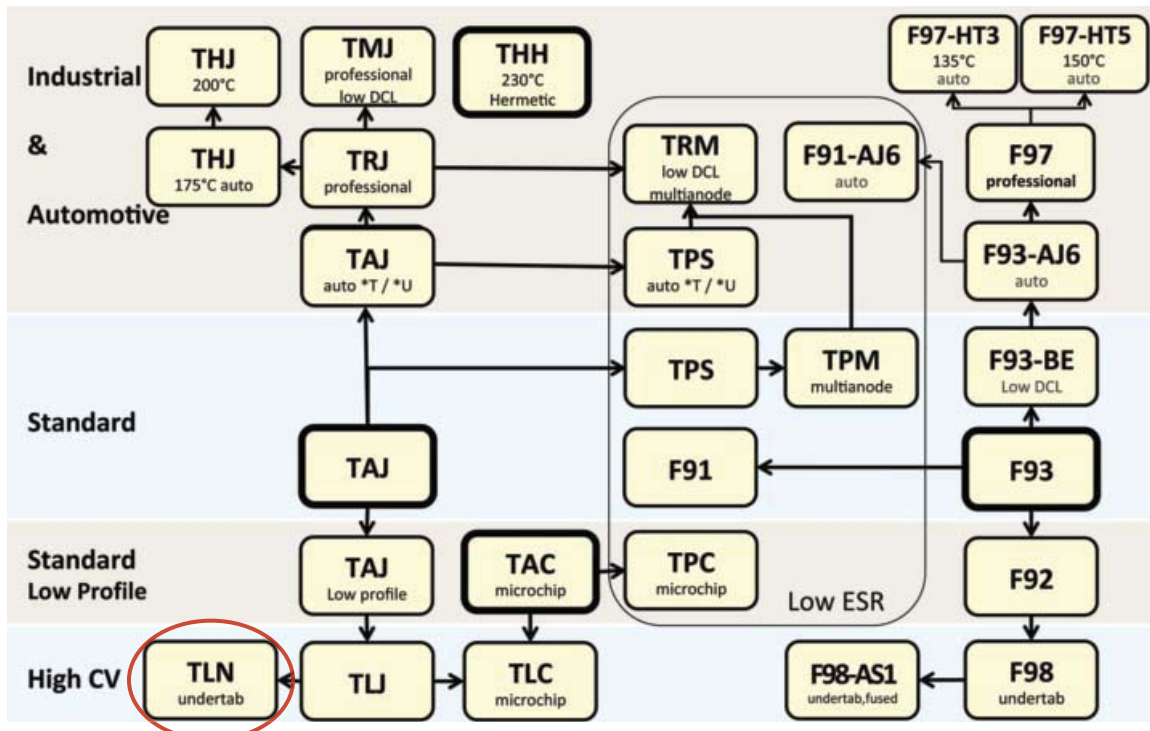 Industrial
&
Automotive
THJ
200°C
TMJ
professional
low DCL
THH
230°C
Hermetic
F97-HT3
135°C
auto
F97-HT5
150°C
auto
THJ
175°C auto
TRJ
professional
TRM
low DCL
multianode
F91-AJ6
auto
F97
professional
TAJ
auto *T / *U
TPS
auto *T / *U
F93-AJ6
auto
Standard
TPS
TPM
multianode
F93-BE
Low DCL
TAJ
F91
F93
Standard
Low Profile
TAJ
Low profile
TAC
microchip
TPC
microchip
Low ESR
F92
High CV
TLN
undertab
TLJ
TLC
microchip
F98-AS1
undertab,fused
F98
undertab